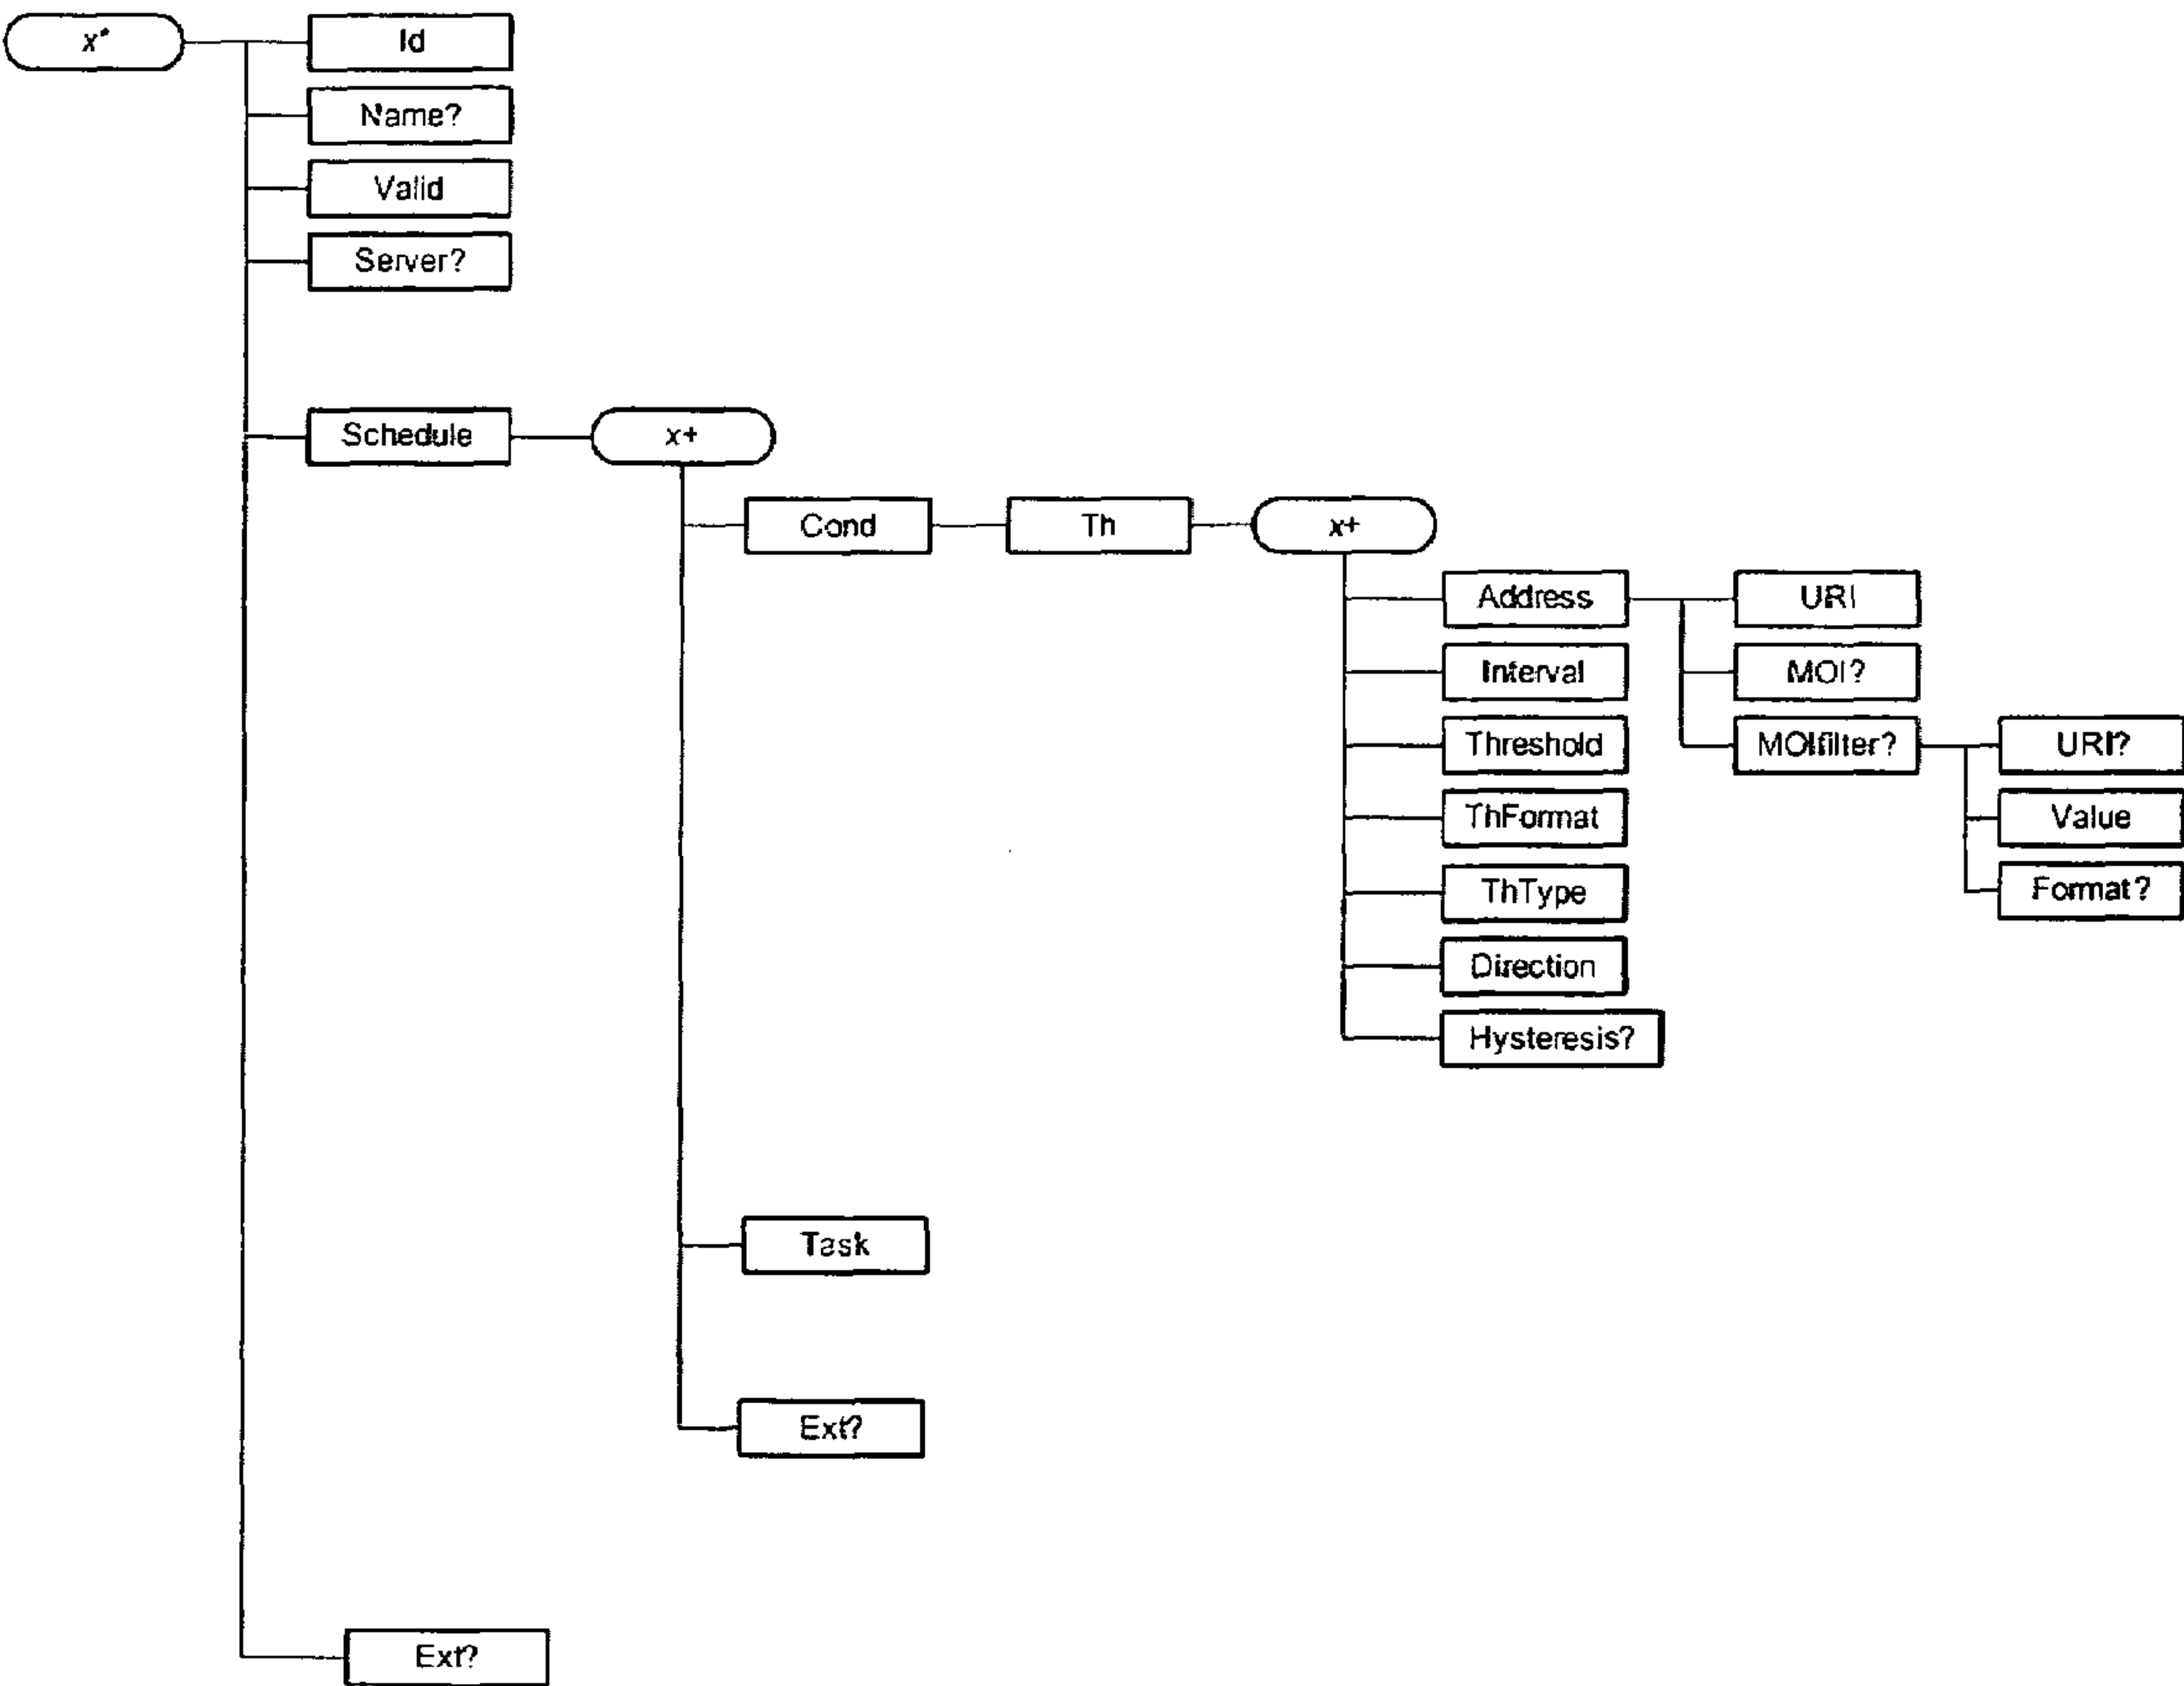 x*
Id
Name?
Valid
Server?
Schedule
x+
Cond
Th
x+
Address
URI
Interval
MOI?
Threshold
MOIfilter?
URI?
ThFormat
Value
ThType
Format?
Direction
Hysteresis?
Task
Ext?
Ext?